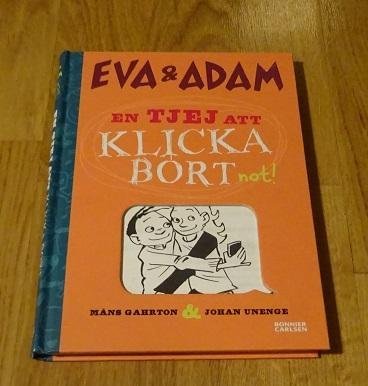 EVA & ADAM
EN TJEJ ATT
KLICKA
BORT not!
MÅNS GAHRTON & JOHAN UNENGE
BONNIER
CARLSEN